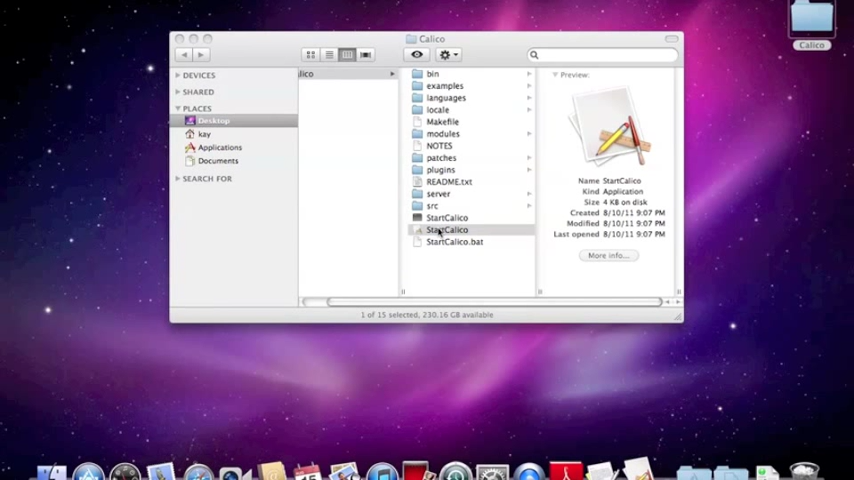 Calico
Calico
DEVICES
SHARED
PLACES
Desktop
kay
Applications
Documents
SEARCH FOR
lico
bin
examples
languages
locale
Makefile
modules
NOTES
patches
plugins
README.txt
server
src
StartCalico
StartCalico
StartCalico.bat
Preview:
Name StartCalico
Kind Application
Size 4 KB on disk
Created 8/10/11 9:07 PM
Modified 8/10/11 9:07 PM
Last opened 8/10/11 9:07 PM
More info...
1 of 15 selected, 230.16 GB available
15